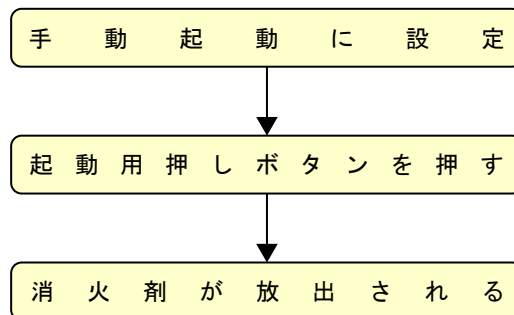 手動起動に設定
起動用押しボタンを押す
消火剤が放出される